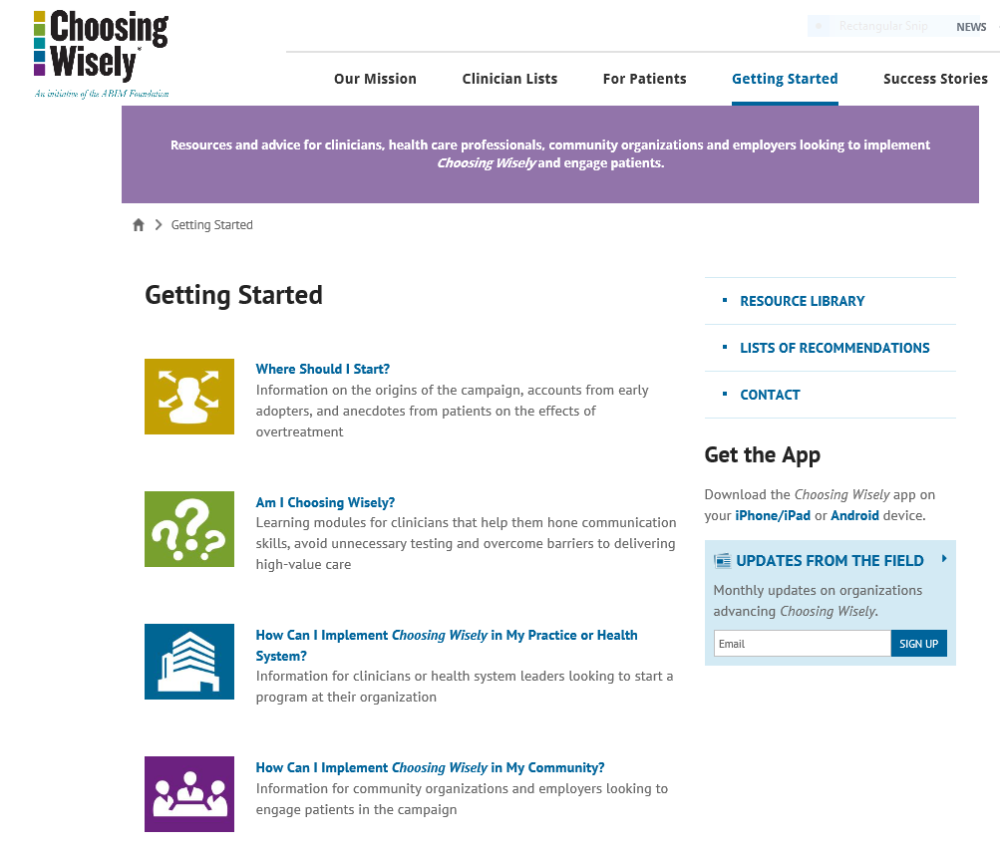 Choosing
Wisely®
An initiative of the ABIM Foundation
Rectangular Snip
NEWS
Our Mission
Clinician Lists
For Patients
Getting Started
Success Stories
Resources and advice for clinicians, health care professionals, community organizations and employers looking to implement
Choosing Wisely and engage patients.
Getting Started
Getting Started
Where Should I Start?
Information on the origins of the campaign, accounts from early
adopters, and anecdotes from patients on the effects of
overtreatment
Am I Choosing Wisely?
Learning modules for clinicians that help them hone communication
skills, avoid unnecessary testing and overcome barriers to delivering
high-value care
How Can I Implement Choosing Wisely in My Practice or Health
System?
Information for clinicians or health system leaders looking to start a
program at their organization
How Can I Implement Choosing Wisely in My Community?
Information for community organizations and employers looking to
engage patients in the campaign
RESOURCE LIBRARY
LISTS OF RECOMMENDATIONS
CONTACT
Get the App
Download the Choosing Wisely app on
your iPhone/iPad or Android device.
UPDATES FROM THE FIELD
Monthly updates on organizations
advancing Choosing Wisely.
Email
SIGN UP